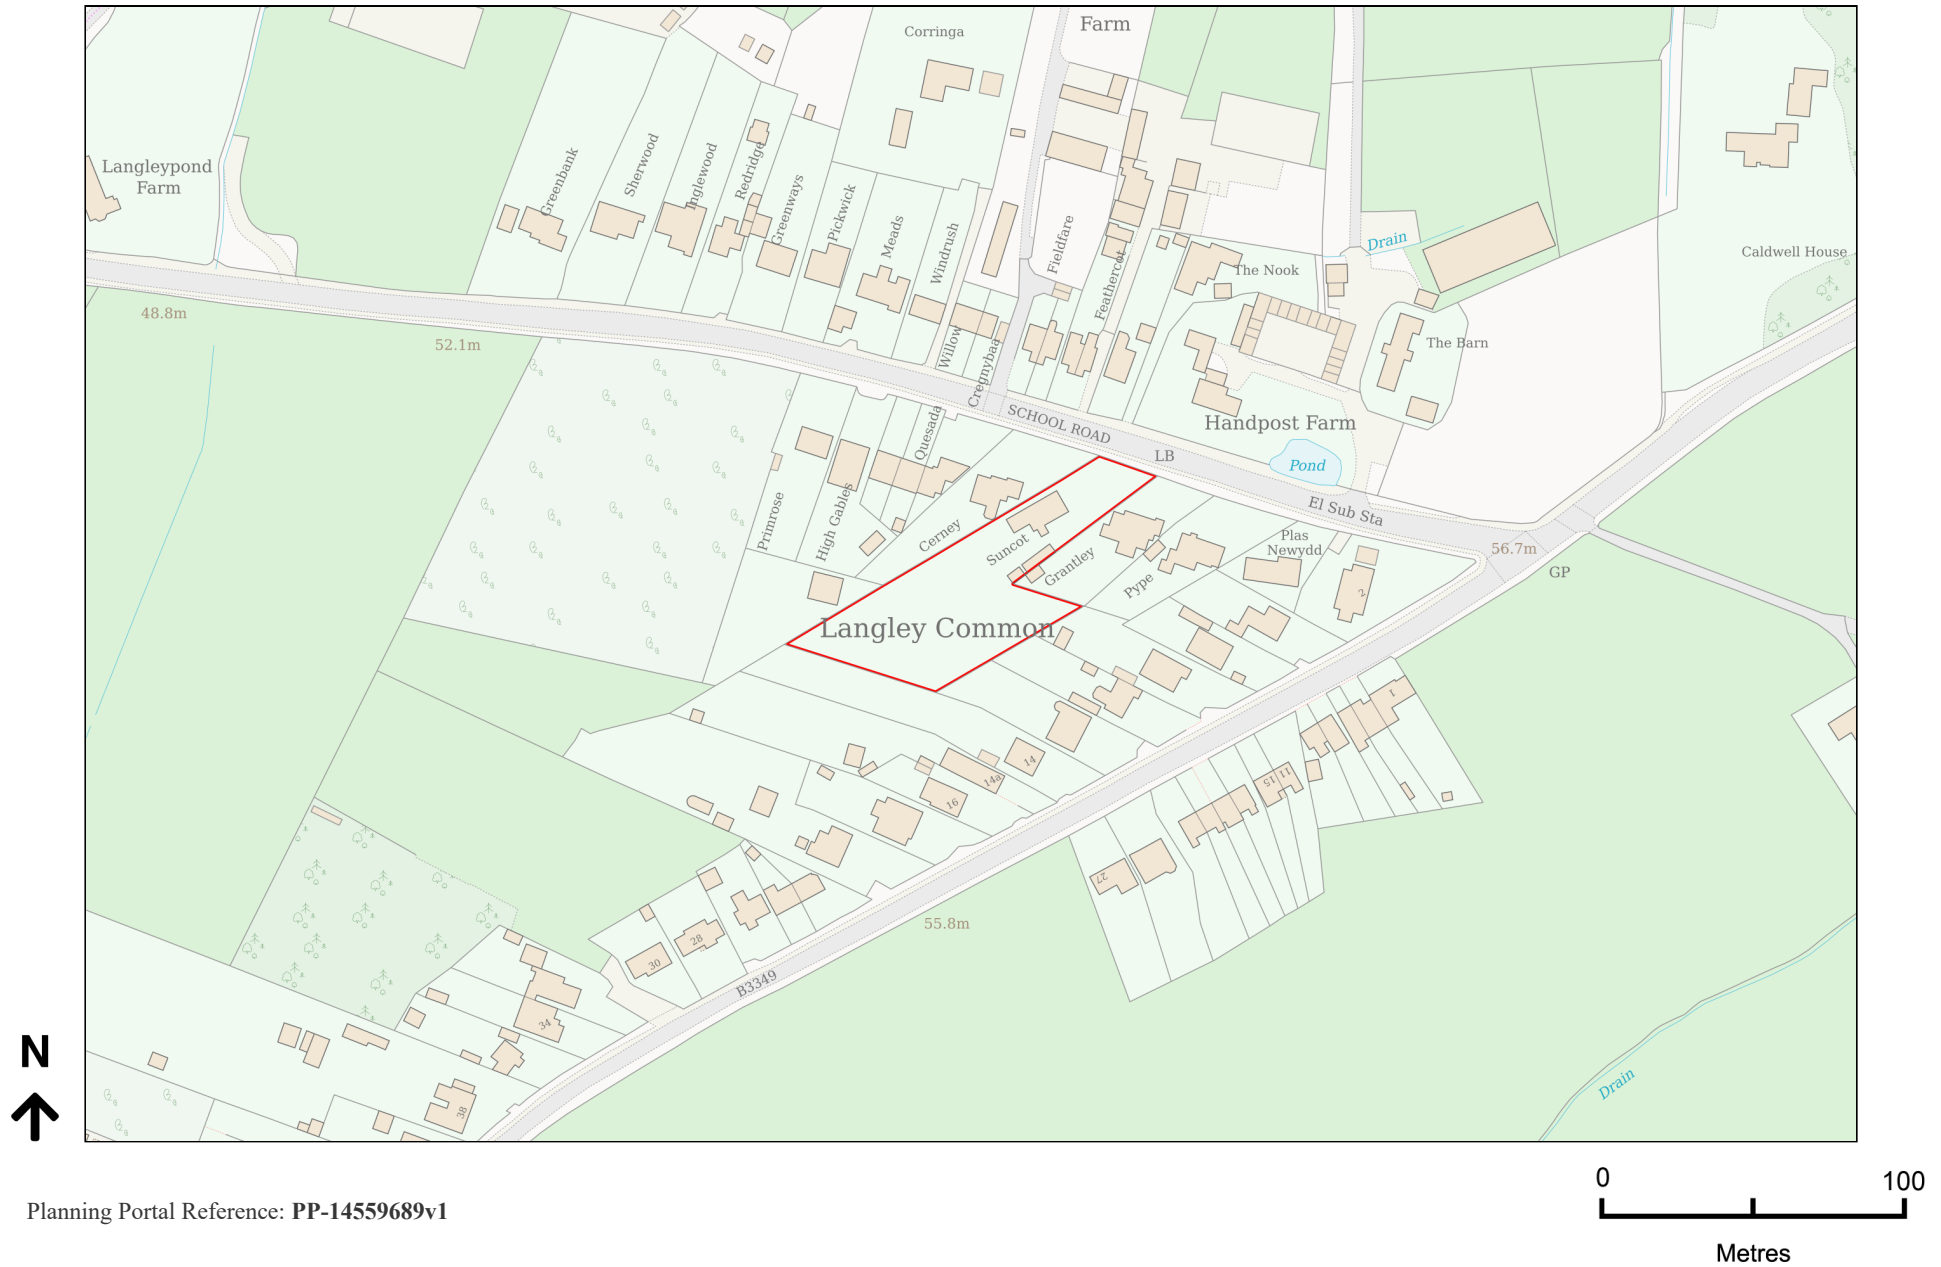 Farm
Corringa
Langleypond
Farm
Greenbank
Sherwood
Inglewood
Redridge
Greenways
Pickwick
Meads
Windrush
Fieldfare
Feathercot
The Nook
Drain
Caldwell House
48.8m
52.1m
Willow
Cregnybaa
The Barn
Quesada
SCHOOL ROAD
LB
Handpost Farm
Pond
El Sub Sta
Primrose
High Gables
Cerney
Suncot
Grantley
Pype
Plas
Newydd
2
56.7m
GP
Langley Common
1
14
14a
16
11
15
27
28
30
55.8m
B3349
34
38
Drain
N
Planning Portal Reference: PP-14559689v1
0
100
Metres